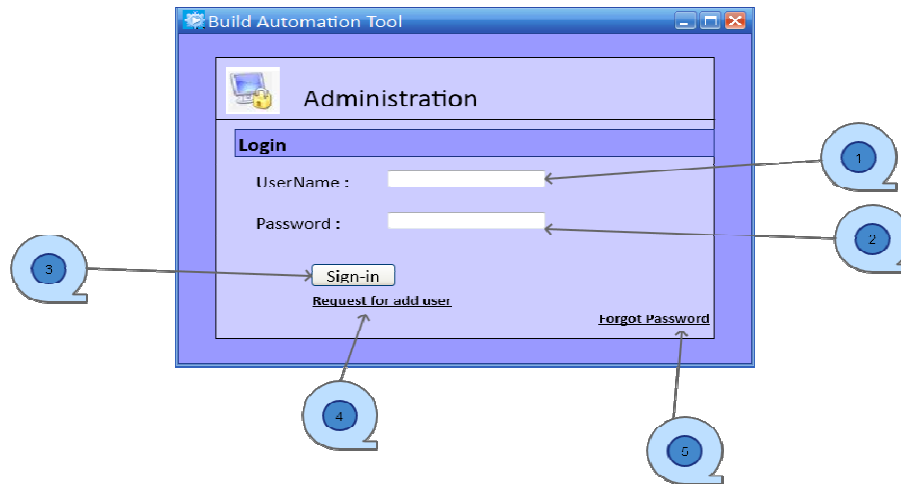 Build Automation Tool
Administration
Login
UserName :
1
Password :
2
3
Sign-in
Request for add user
Forgot Password
4
5